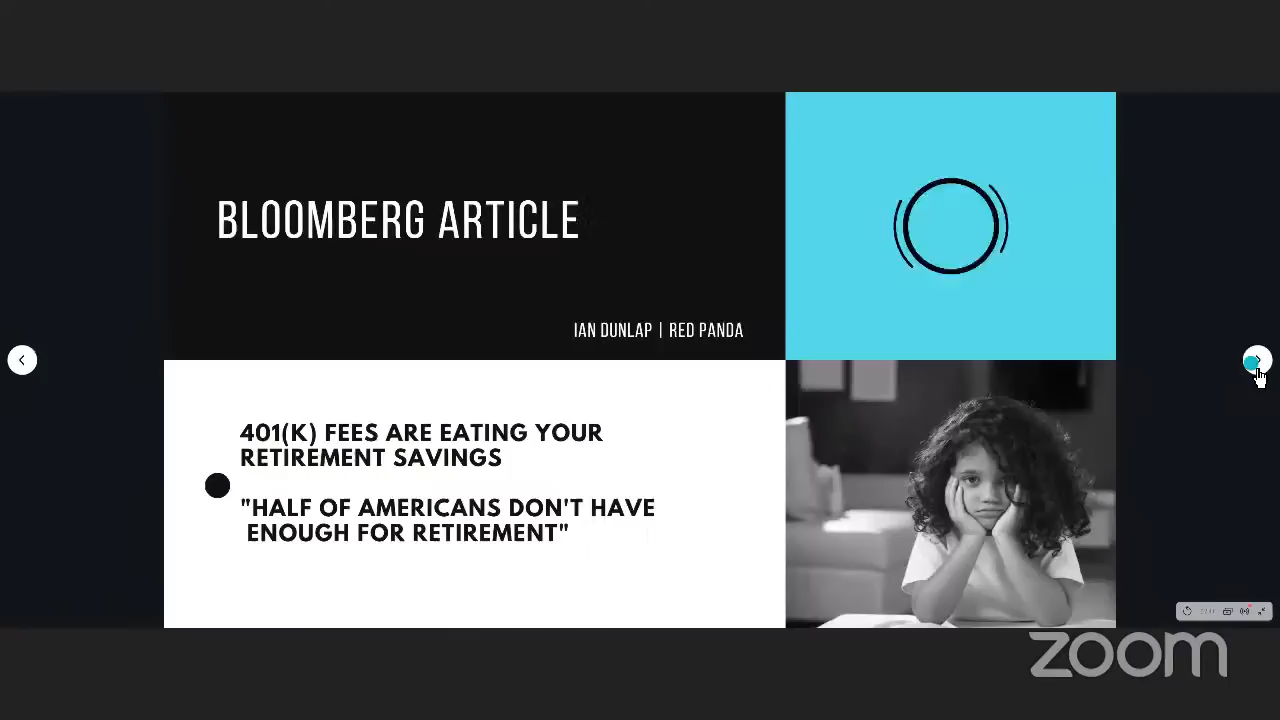 BLOOMBERG ARTICLE
IAN DUNLAP | RED PANDA
401(K) FEES ARE EATING YOUR
RETIREMENT SAVINGS
"HALF OF AMERICANS DON'T HAVE
ENOUGH FOR RETIREMENT"
zoom